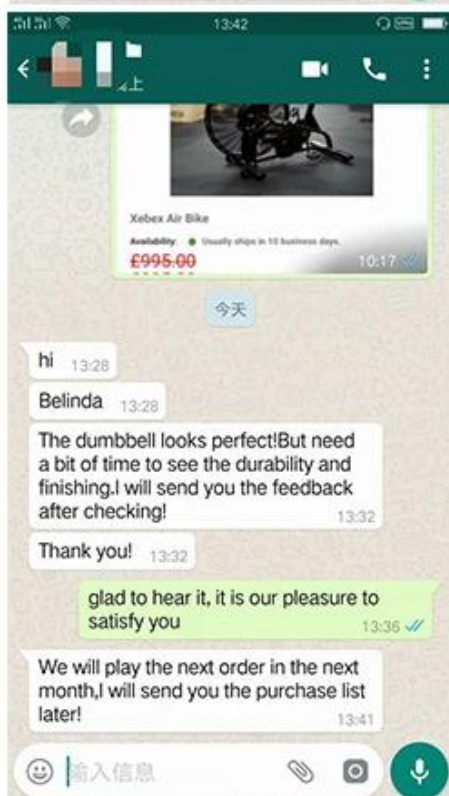 13:42
上
Xebex Air Bike
Availability: Usually ships in 10 business days.
£995.00
10:17
今天
hi 13:28
Belinda 13:28
The dumbbell looks perfect!But need
a bit of time to see the durability and
finishing.I will send you the feedback
after checking!
13:32
Thank you! 13:32
glad to hear it, it is our pleasure to
satisfy you
13:36
We will play the next order in the next
month,I will send you the purchase list
later!
13:41
输入信息